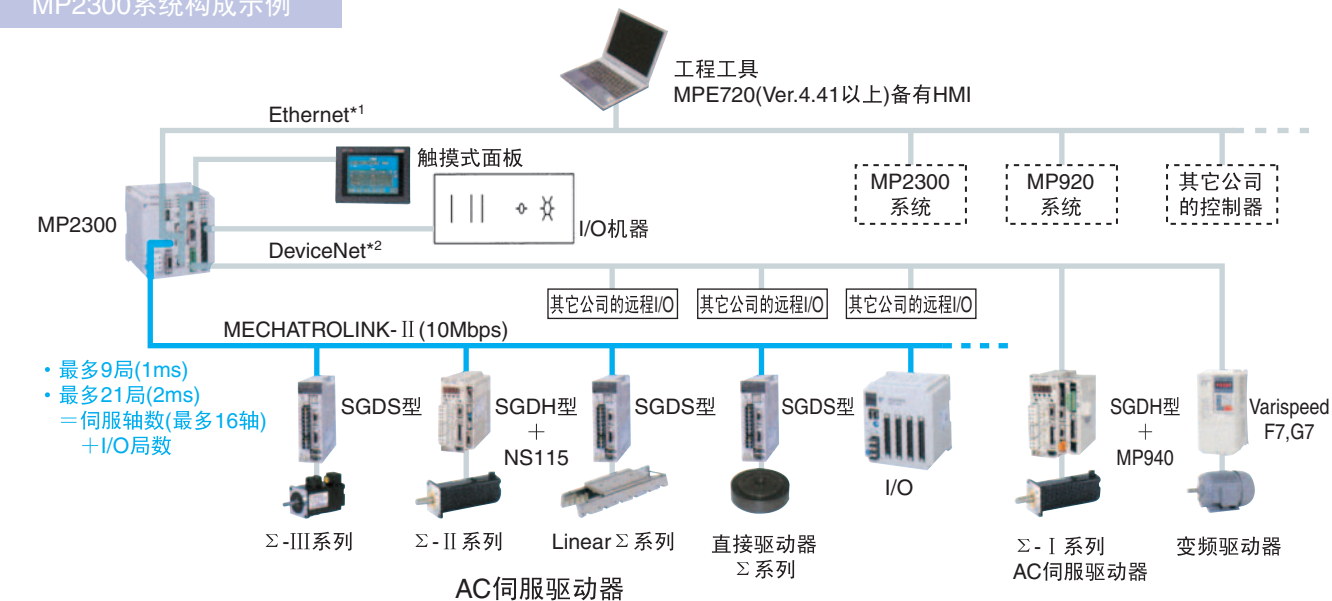 MP2300系统构成示例
工程工具
MPE720(Ver.4.41以上)备有HMI
Ethernet*1
触摸式面板
MP2300
系统
MP920
系统
其它公司
的控制器
MP2300
I/O机器
DeviceNet*2
其它公司的远程I/O
其它公司的远程I/O
其它公司的远程I/O
MECHATROLINK-Ⅱ(10Mbps)
・最多9局(1ms)
・最多21局(2ms)
＝伺服轴数(最多16轴)
＋I/O局数
SGDS型
SGDH型
＋
NS115
SGDS型
SGDS型
I/O
SGDH型
＋
MP940
Varispeed
F7,G7
Σ-Ⅲ系列
Σ-Ⅱ系列
LinearΣ系列
直接驱动器
Σ系列
Σ-Ⅰ系列
AC伺服驱动器
变频驱动器
AC伺服驱动器